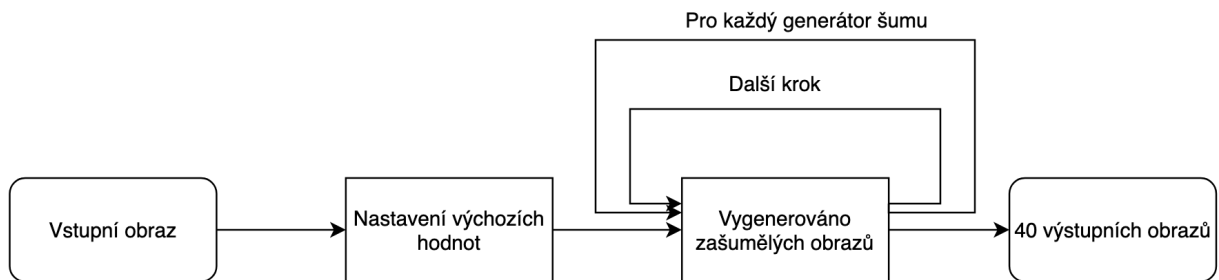 Pro každý generátor šumu
Další krok
Vstupní obraz
Nastavení výchozích
hodnot
Vygenerováno
zašumělých obrazů
40 výstupních obrazů